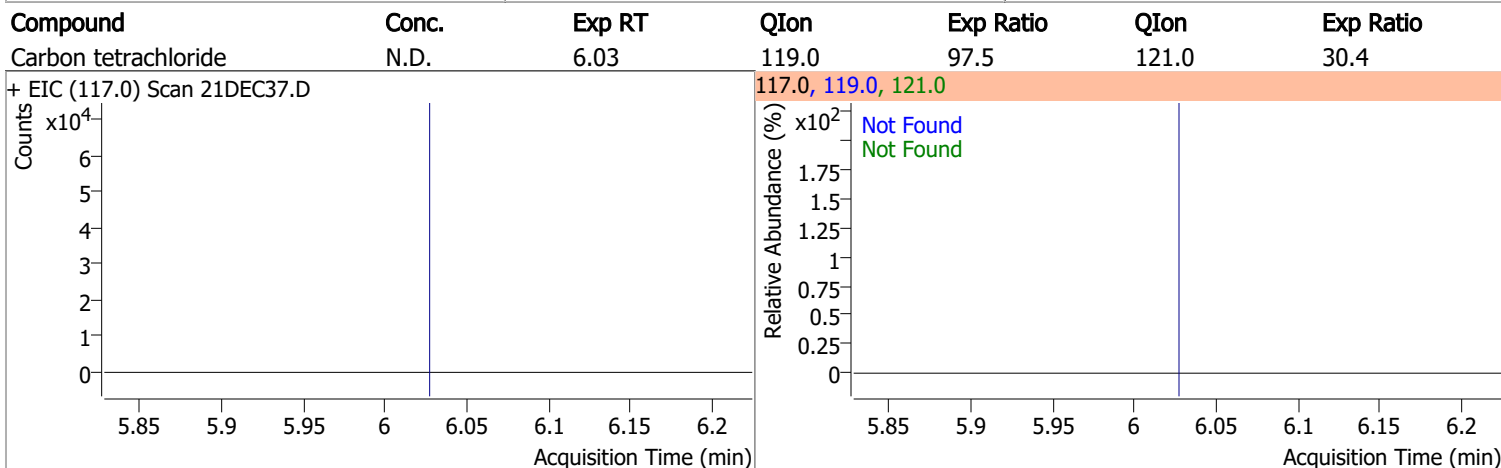 Compound Conc. Exp RT QIon Exp Ratio QIon Exp Ratio
Carbon tetrachloride N.D. 6.03 119.0 97.5 121.0 30.4
+ EIC (117.0) Scan 21DEC37.D
Counts
x10⁴
6
5
4
3
2
1
0
5.85 5.9 5.95 6 6.05 6.1 6.15 6.2
Acquisition Time (min)
117.0, 119.0, 121.0
Relative Abundance (%)
x10²
Not Found
Not Found
1.75
1.5
1.25
1
0.75
0.5
0.25
0
5.85 5.9 5.95 6 6.05 6.1 6.15 6.2
Acquisition Time (min)